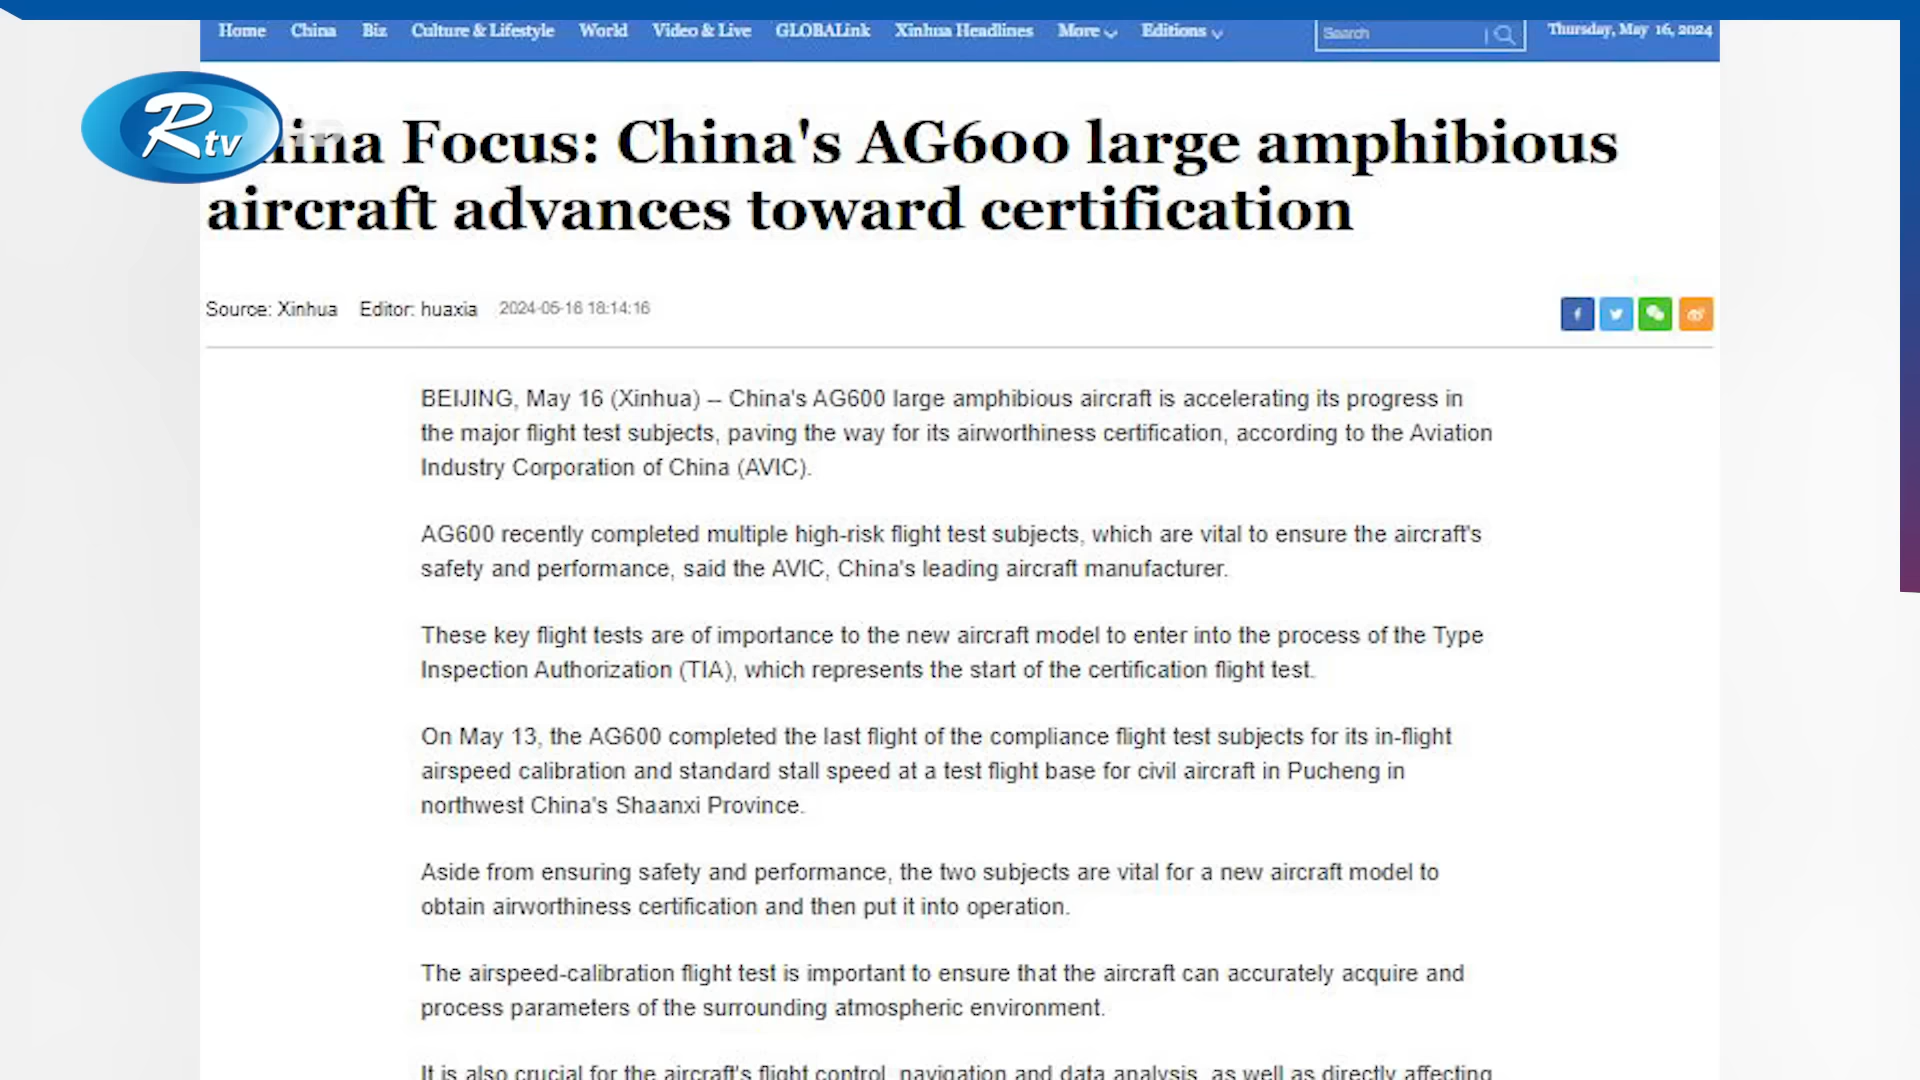 Home China Biz Culture & Lifestyle World Video & Live GLOBALink Xinhua Headlines More Editions Search Thursday, May 16, 2024
Rtv
ina Focus: China's AG600 large amphibious
aircraft advances toward certification
Source: Xinhua Editor: huaxia 2024-05-16 18:14:16
BEIJING, May 16 (Xinhua) -- China's AG600 large amphibious aircraft is accelerating its progress in
the major flight test subjects, paving the way for its airworthiness certification, according to the Aviation
Industry Corporation of China (AVIC).
AG600 recently completed multiple high-risk flight test subjects, which are vital to ensure the aircraft's
safety and performance, said the AVIC, China's leading aircraft manufacturer.
These key flight tests are of importance to the new aircraft model to enter into the process of the Type
Inspection Authorization (TIA), which represents the start of the certification flight test.
On May 13, the AG600 completed the last flight of the compliance flight test subjects for its in-flight
airspeed calibration and standard stall speed at a test flight base for civil aircraft in Pucheng in
northwest China's Shaanxi Province.
Aside from ensuring safety and performance, the two subjects are vital for a new aircraft model to
obtain airworthiness certification and then put it into operation.
The airspeed-calibration flight test is important to ensure that the aircraft can accurately acquire and
process parameters of the surrounding atmospheric environment.
It is also crucial for the aircraft's flight control, navigation and data analysis, as well as directly affecting